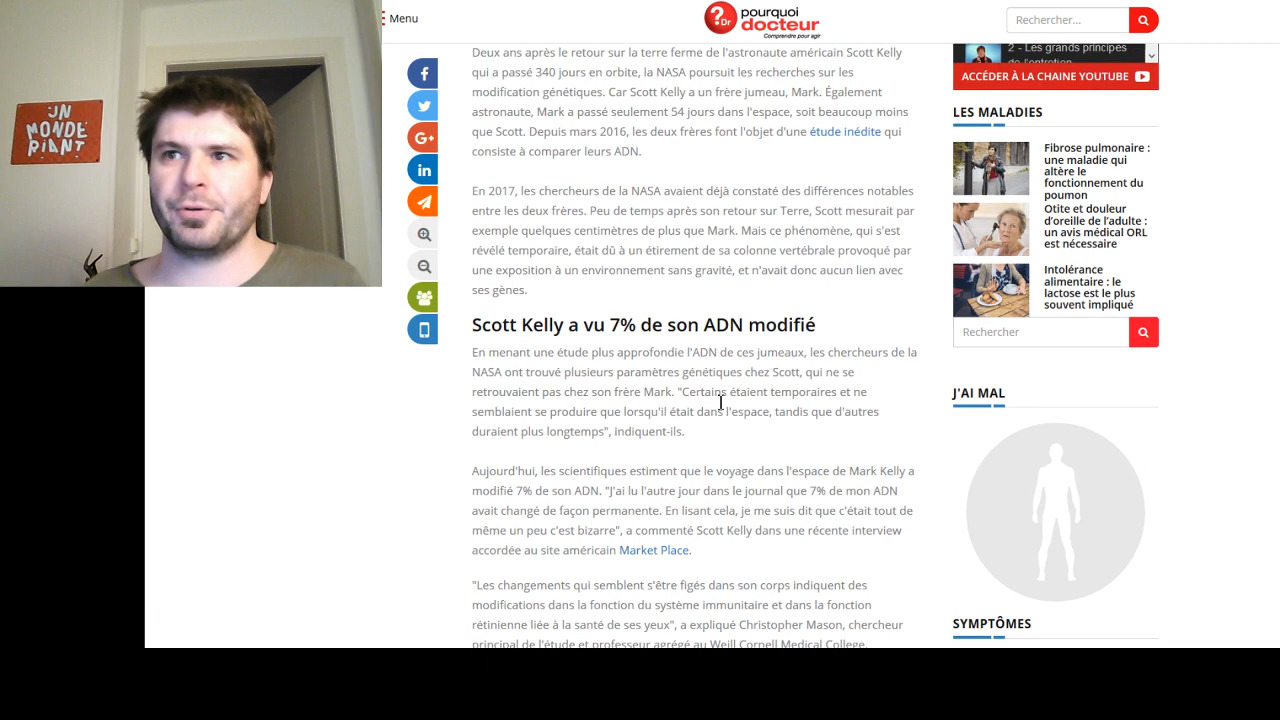 UN
MONDE
RIANT
Menu
?
Dr
pourquoi
docteur
Comprendre pour agir
Rechercher...
Deux ans après le retour sur la terre ferme de l'astronaute américain Scott Kelly
qui a passé 340 jours en orbite, la NASA poursuit les recherches sur les
modification génétiques. Car Scott Kelly a un frère jumeau, Mark. Également
astronaute, Mark a passé seulement 54 jours dans l'espace, soit beaucoup moins
que Scott. Depuis mars 2016, les deux frères font l'objet d'une étude inédite qui
consiste à comparer leurs ADN.
En 2017, les chercheurs de la NASA avaient déjà constaté des différences notables
entre les deux frères. Peu de temps après son retour sur Terre, Scott mesurait par
exemple quelques centimètres de plus que Mark. Mais ce phénomène, qui s'est
révélé temporaire, était dû à un étirement de sa colonne vertébrale provoqué par
une exposition à un environnement sans gravité, et n'avait donc aucun lien avec
ses gènes.
Scott Kelly a vu 7% de son ADN modifié
En menant une étude plus approfondie l'ADN de ces jumeaux, les chercheurs de la
NASA ont trouvé plusieurs paramètres génétiques chez Scott, qui ne se
retrouvaient pas chez son frère Mark. "Certains étaient temporaires et ne
semblaient se produire que lorsqu'il était dans l'espace, tandis que d'autres
duraient plus longtemps", indiquent-ils.
Aujourd'hui, les scientifiques estiment que le voyage dans l'espace de Mark Kelly a
modifié 7% de son ADN. "J'ai lu l'autre jour dans le journal que 7% de mon ADN
avait changé de façon permanente. En lisant cela, je me suis dit que c'était tout de
même un peu c'est bizarre", a commenté Scott Kelly dans une récente interview
accordée au site américain Market Place.
"Les changements qui semblent s'être figés dans son corps indiquent des
modifications dans la fonction du système immunitaire et dans la fonction
rétinienne liée à la santé de ses yeux", a expliqué Christopher Mason, chercheur
principal de l'étude et professeur agrégé au Weill Cornell Medical College.
2 - Les grands principes
de l'entretien
ACCÉDER À LA CHAINE YOUTUBE
LES MALADIES
Fibrose pulmonaire :
une maladie qui
altère le
fonctionnement du
poumon
Otite et douleur
d'oreille de l'adulte :
un avis médical ORL
est nécessaire
Intolérance
alimentaire : le
lactose est le plus
souvent impliqué
Rechercher
J'AI MAL
SYMPTÔMES